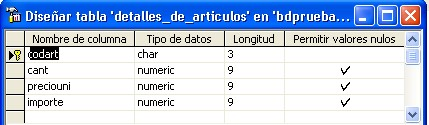 Diseñar tabla 'detalles_de_articulos' en 'bdprueba...
Nombre de columna Tipo de datos Longitud Permitir valores nulos
codart char 3
cant numeric 9
preciouni numeric 9
importe numeric 9